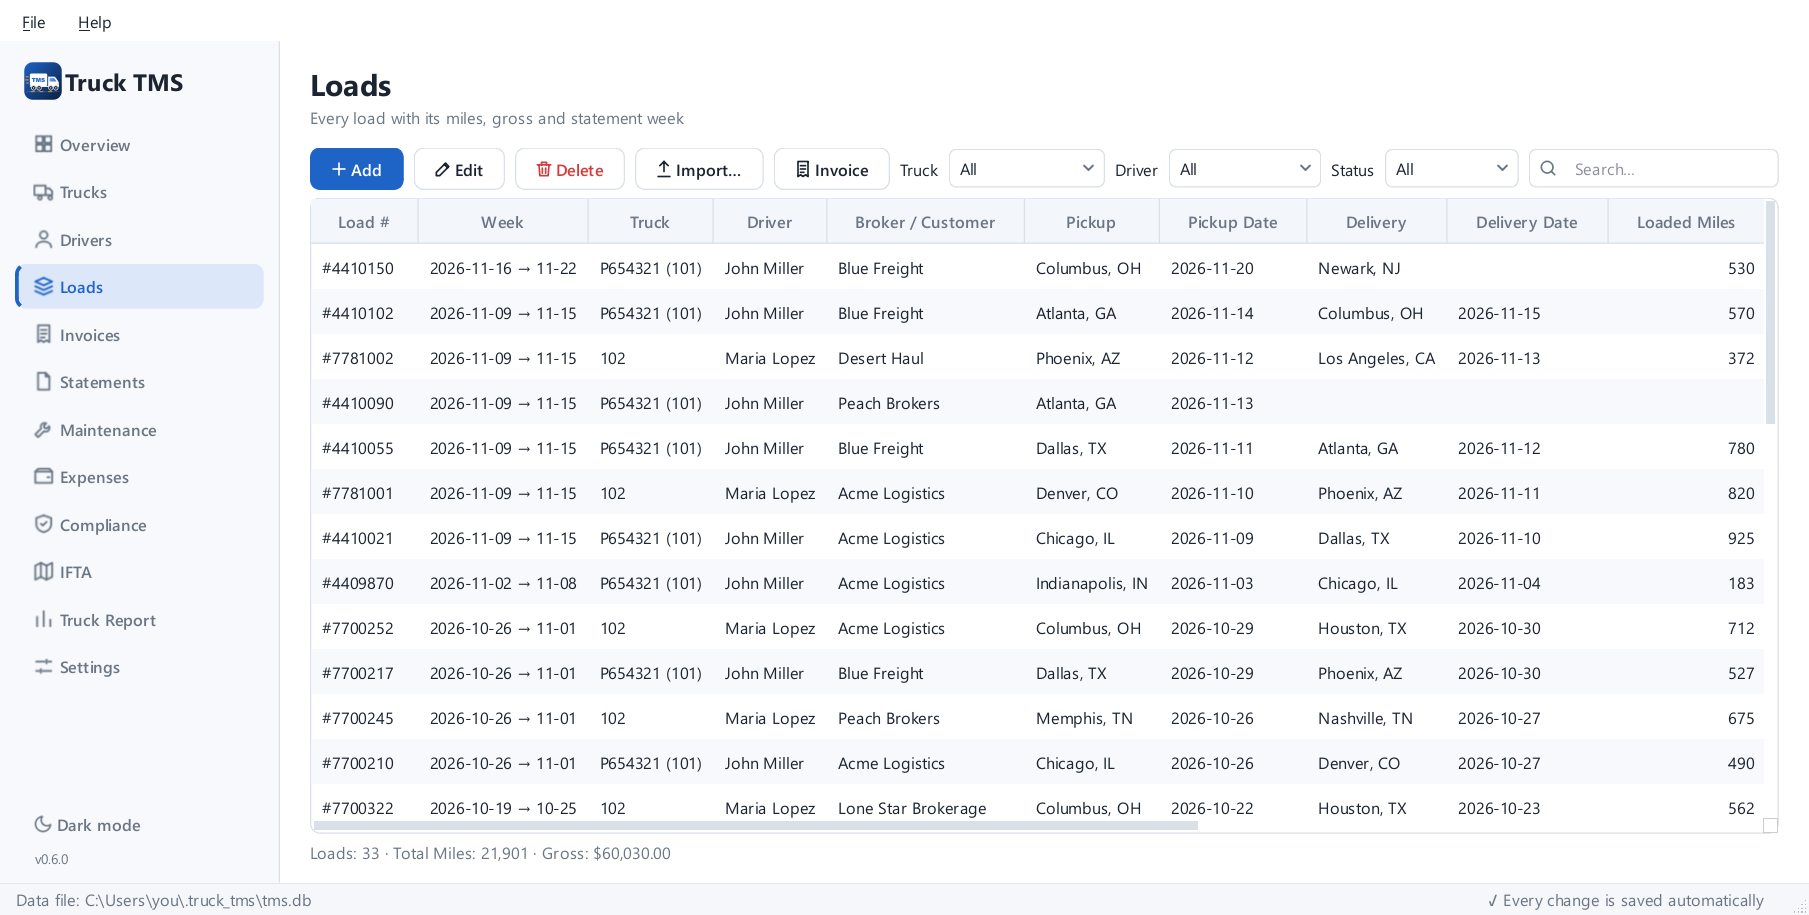 File Help
TMS
Truck TMS
Overview
Trucks
Drivers
Loads
Invoices
Statements
Maintenance
Expenses
Compliance
IFTA
Truck Report
Settings
Dark mode
v0.6.0
Loads
Every load with its miles, gross and statement week
Add Edit Delete Import... Invoice Truck All Driver All Status All Search...
Load # Week Truck Driver Broker / Customer Pickup Pickup Date Delivery Delivery Date Loaded Miles
#4410150 2026-11-16 → 11-22 P654321 (101) John Miller Blue Freight Columbus, OH 2026-11-20 Newark, NJ 530
#4410102 2026-11-09 → 11-15 P654321 (101) John Miller Blue Freight Atlanta, GA 2026-11-14 Columbus, OH 2026-11-15 570
#7781002 2026-11-09 → 11-15 102 Maria Lopez Desert Haul Phoenix, AZ 2026-11-12 Los Angeles, CA 2026-11-13 372
#4410090 2026-11-09 → 11-15 P654321 (101) John Miller Peach Brokers Atlanta, GA 2026-11-13
#4410055 2026-11-09 → 11-15 P654321 (101) John Miller Blue Freight Dallas, TX 2026-11-11 Atlanta, GA 2026-11-12 780
#7781001 2026-11-09 → 11-15 102 Maria Lopez Acme Logistics Denver, CO 2026-11-10 Phoenix, AZ 2026-11-11 820
#4410021 2026-11-09 → 11-15 P654321 (101) John Miller Acme Logistics Chicago, IL 2026-11-09 Dallas, TX 2026-11-10 925
#4409870 2026-11-02 → 11-08 P654321 (101) John Miller Acme Logistics Indianapolis, IN 2026-11-03 Chicago, IL 2026-11-04 183
#7700252 2026-10-26 → 11-01 102 Maria Lopez Acme Logistics Columbus, OH 2026-10-29 Houston, TX 2026-10-30 712
#7700217 2026-10-26 → 11-01 P654321 (101) John Miller Blue Freight Dallas, TX 2026-10-29 Phoenix, AZ 2026-10-30 527
#7700245 2026-10-26 → 11-01 102 Maria Lopez Peach Brokers Memphis, TN 2026-10-26 Nashville, TN 2026-10-27 675
#7700210 2026-10-26 → 11-01 P654321 (101) John Miller Acme Logistics Chicago, IL 2026-10-26 Denver, CO 2026-10-27 490
#7700322 2026-10-19 → 10-25 102 Maria Lopez Lone Star Brokerage Columbus, OH 2026-10-22 Houston, TX 2026-10-23 562
Loads: 33 · Total Miles: 21,901 · Gross: $60,030.00
Data file: C:\Users\you\.truck_tms\tms.db ✓ Every change is saved automatically